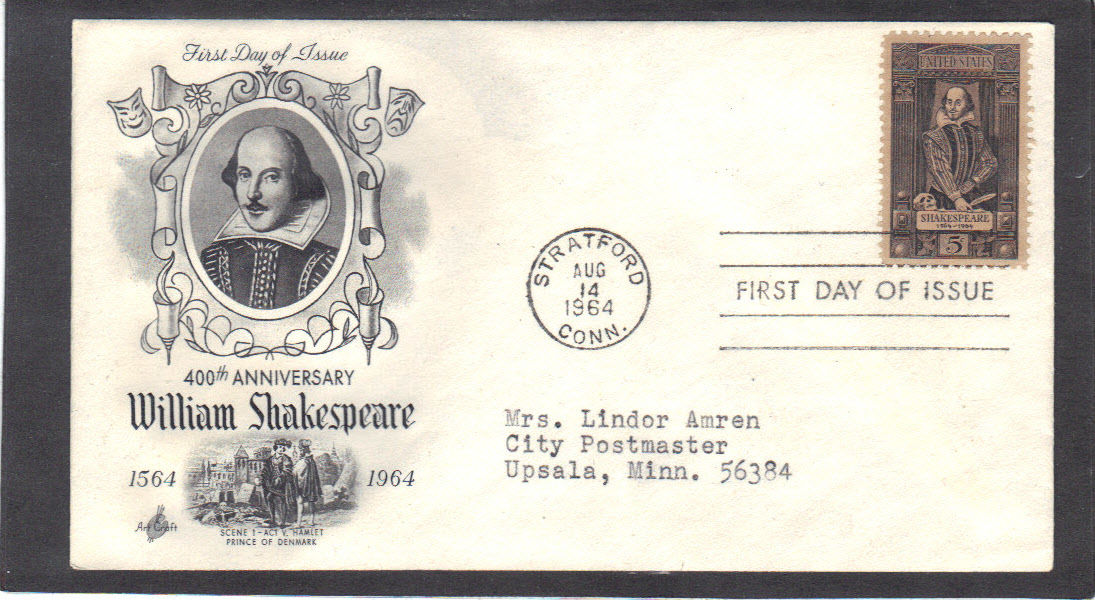 First Day of Issue
400th ANNIVERSARY
William Shakespeare
1564 1964
Art Craft
SCENE 1-ACT V. HAMLET
PRINCE OF DENMARK
UNITED STATES
SHAKESPEARE
1564-1964
5¢
STRATFORD
AUG
14
1964
CONN.
FIRST DAY OF ISSUE
Mrs. Lindor Amren
City Postmaster
Upsala, Minn. 56384